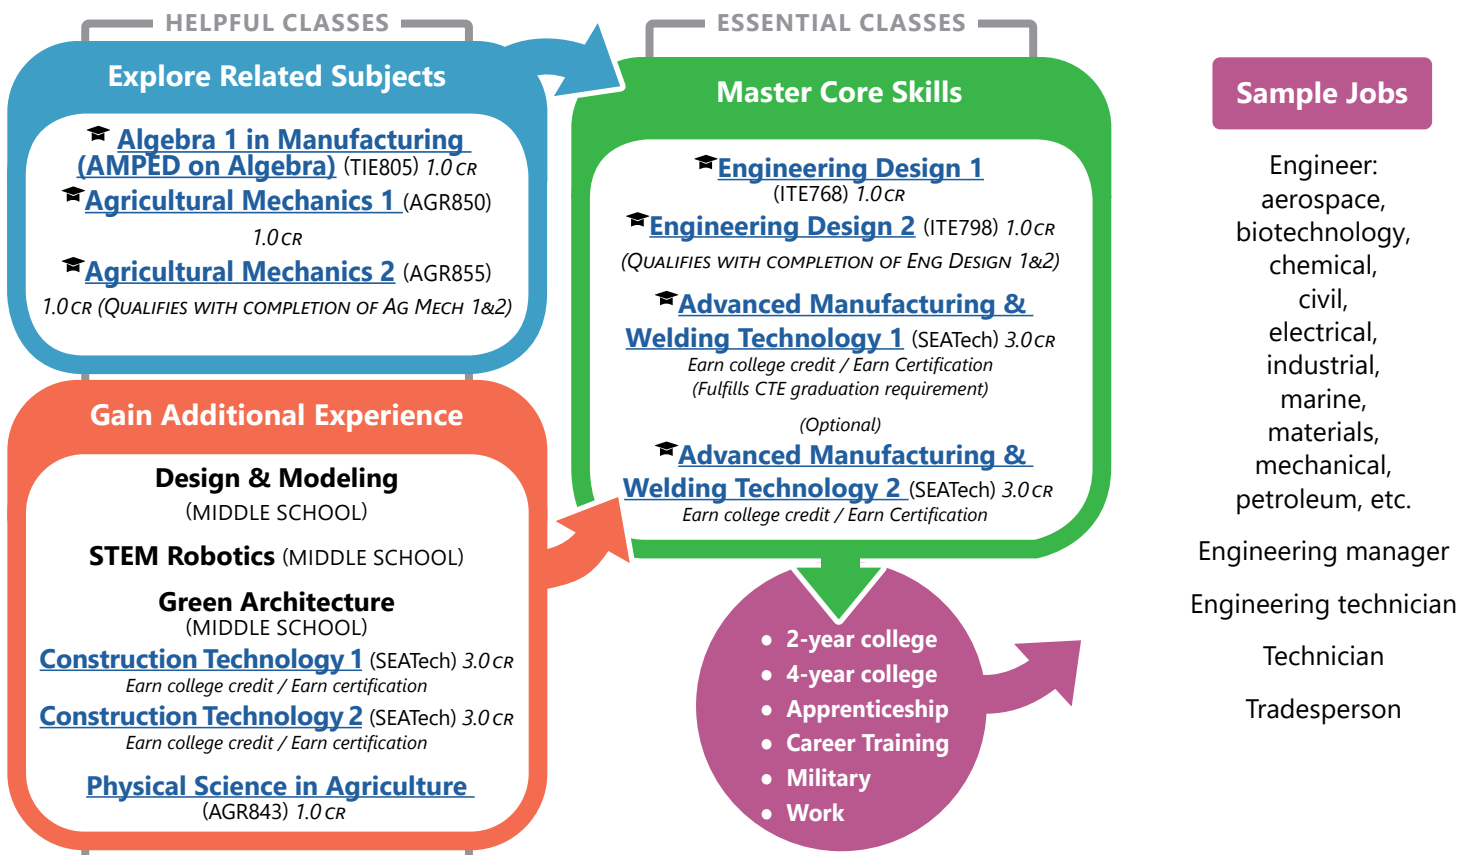 HELPFUL CLASSES
Explore Related Subjects
Algebra 1 in Manufacturing
(AMPED on Algebra) (TIE805) 1.0 CR
Agricultural Mechanics 1 (AGR850)
1.0 CR
Agricultural Mechanics 2 (AGR855)
1.0 CR (QUALIFIES WITH COMPLETION OF AG MECH 1&2)
Gain Additional Experience
Design & Modeling
(MIDDLE SCHOOL)
STEM Robotics (MIDDLE SCHOOL)
Green Architecture
(MIDDLE SCHOOL)
Construction Technology 1 (SEATech) 3.0 CR
Earn college credit / Earn certification
Construction Technology 2 (SEATech) 3.0 CR
Earn college credit / Earn certification
Physical Science in Agriculture
(AGR843) 1.0 CR
ESSENTIAL CLASSES
Master Core Skills
Engineering Design 1
(ITE768) 1.0 CR
Engineering Design 2 (ITE798) 1.0 CR
(QUALIFIES WITH COMPLETION OF ENG DESIGN 1&2)
Advanced Manufacturing &
Welding Technology 1 (SEATech) 3.0 CR
Earn college credit / Earn Certification
(Fulfills CTE graduation requirement)
(Optional)
Advanced Manufacturing &
Welding Technology 2 (SEATech) 3.0 CR
Earn college credit / Earn Certification
• 2-year college
• 4-year college
• Apprenticeship
• Career Training
• Military
• Work
Sample Jobs
Engineer:
aerospace,
biotechnology,
chemical,
civil,
electrical,
industrial,
marine,
materials,
mechanical,
petroleum, etc.
Engineering manager
Engineering technician
Technician
Tradesperson